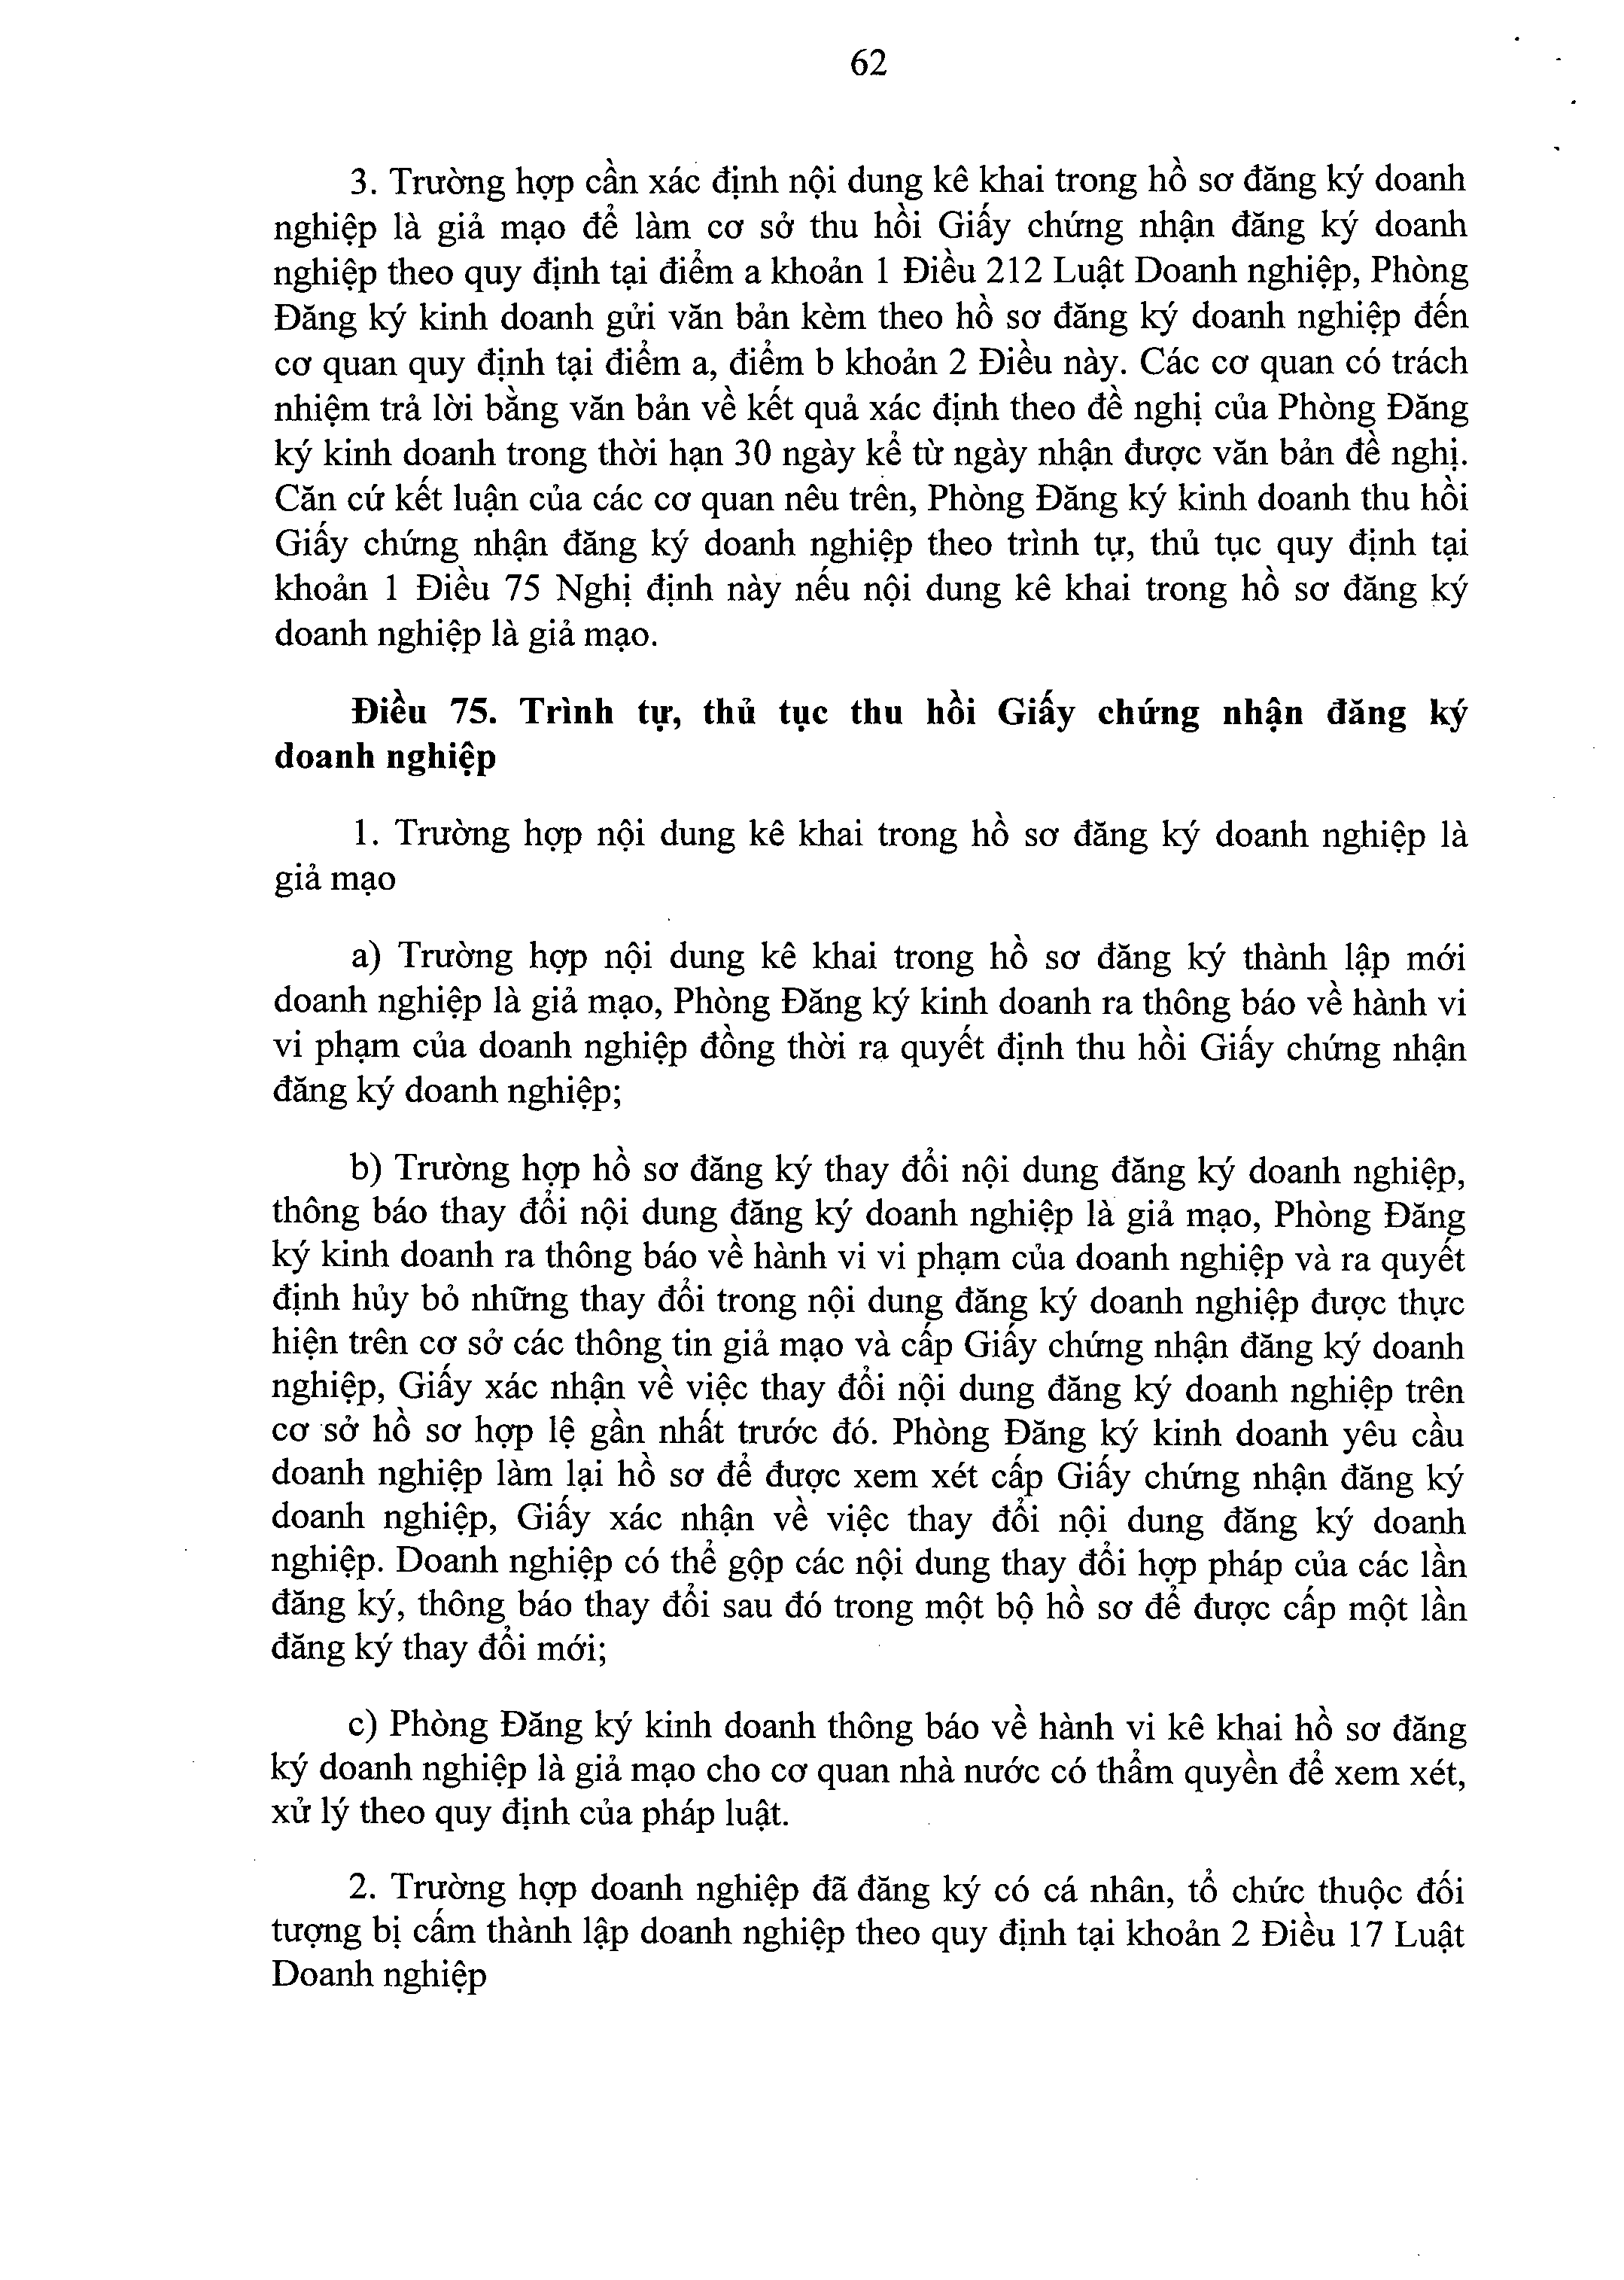 62
3. Trường hợp cần xác định nội dung kê khai trong hồ sơ đăng ký doanh
nghiệp là giả mạo để làm cơ sở thu hồi Giấy chứng nhận đăng ký doanh
nghiệp theo quy định tại điểm a khoản 1 Điều 212 Luật Doanh nghiệp, Phòng
Đăng ký kinh doanh gửi văn bản kèm theo hồ sơ đăng ký doanh nghiệp đến
cơ quan quy định tại điểm a, điểm b khoản 2 Điều này. Các cơ quan có trách
nhiệm trả lời bằng văn bản về kết quả xác định theo đề nghị của Phòng Đăng
ký kinh doanh trong thời hạn 30 ngày kể từ ngày nhận được văn bản đề nghị.
Căn cứ kết luận của các cơ quan nêu trên, Phòng Đăng ký kinh doanh thu hồi
Giấy chứng nhận đăng ký doanh nghiệp theo trình tự, thủ tục quy định tại
khoản 1 Điều 75 Nghị định này nếu nội dung kê khai trong hồ sơ đăng ký
doanh nghiệp là giả mạo.
Điều 75. Trình tự, thủ tục thu hồi Giấy chứng nhận đăng ký
doanh nghiệp
1. Trường hợp nội dung kê khai trong hồ sơ đăng ký doanh nghiệp là
giả mạo
a) Trường hợp nội dung kê khai trong hồ sơ đăng ký thành lập mới
doanh nghiệp là giả mạo, Phòng Đăng ký kinh doanh ra thông báo về hành vi
vi phạm của doanh nghiệp đồng thời ra quyết định thu hồi Giấy chứng nhận
đăng ký doanh nghiệp;
b) Trường hợp hồ sơ đăng ký thay đổi nội dung đăng ký doanh nghiệp,
thông báo thay đổi nội dung đăng ký doanh nghiệp là giả mạo, Phòng Đăng
ký kinh doanh ra thông báo về hành vi vi phạm của doanh nghiệp và ra quyết
định hủy bỏ những thay đổi trong nội dung đăng ký doanh nghiệp được thực
hiện trên cơ sở các thông tin giả mạo và cấp Giấy chứng nhận đăng ký doanh
nghiệp, Giấy xác nhận về việc thay đổi nội dung đăng ký doanh nghiệp trên
cơ sở hồ sơ hợp lệ gần nhất trước đó. Phòng Đăng ký kinh doanh yêu cầu
doanh nghiệp làm lại hồ sơ để được xem xét cấp Giấy chứng nhận đăng ký
doanh nghiệp, Giấy xác nhận về việc thay đổi nội dung đăng ký doanh
nghiệp. Doanh nghiệp có thể gộp các nội dung thay đổi hợp pháp của các lần
đăng ký, thông báo thay đổi sau đó trong một bộ hồ sơ để được cấp một lần
đăng ký thay đổi mới;
c) Phòng Đăng ký kinh doanh thông báo về hành vi kê khai hồ sơ đăng
ký doanh nghiệp là giả mạo cho cơ quan nhà nước có thẩm quyền để xem xét,
xử lý theo quy định của pháp luật.
2. Trường hợp doanh nghiệp đã đăng ký có cá nhân, tổ chức thuộc đối
tượng bị cấm thành lập doanh nghiệp theo quy định tại khoản 2 Điều 17 Luật
Doanh nghiệp